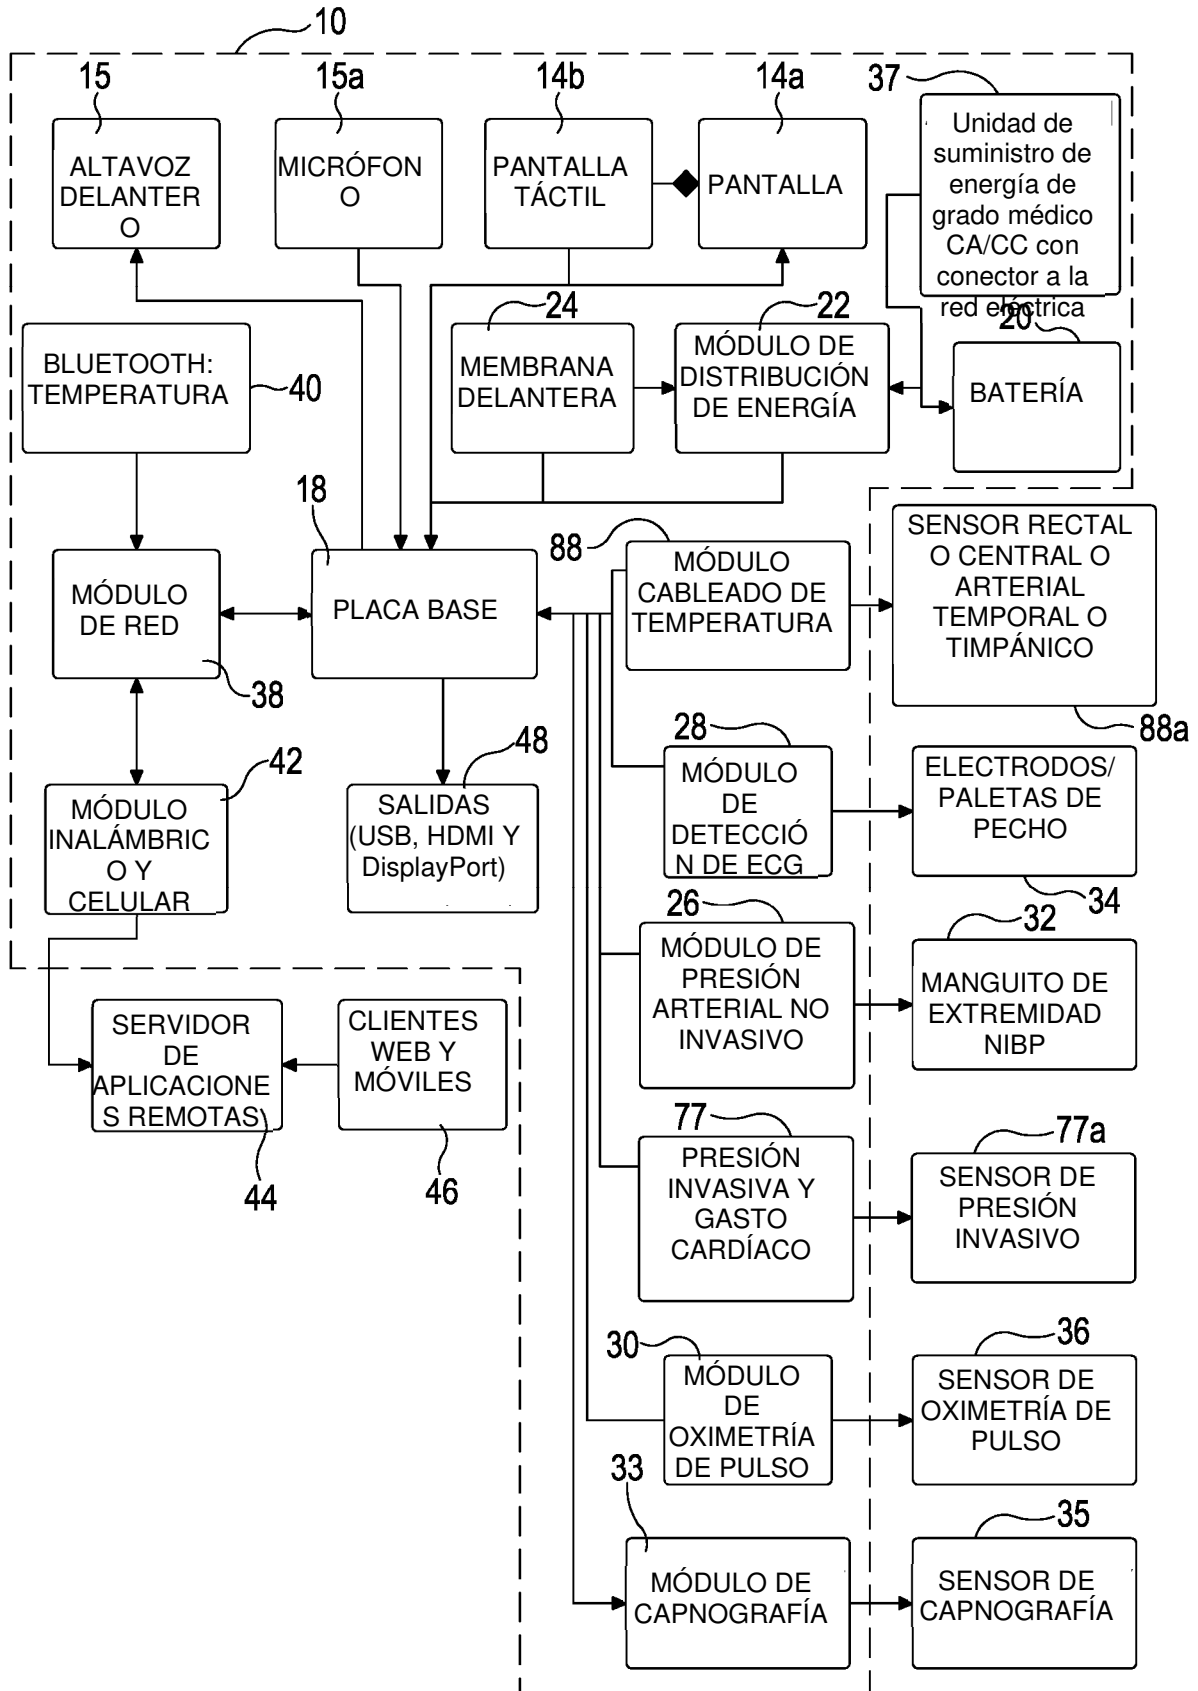 10
15
15a
14b
14a
37
ALTAVOZ
DELANTER
O
MICRÓFON
O
PANTALLA
TÁCTIL
PANTALLA
Unidad de
suministro de
energía de
grado médico
CA/CC con
conector a la
red eléctrica
24
22
20
BLUETOOTH:
TEMPERATURA
40
MEMBRANA
DELANTERA
MÓDULO DE
DISTRIBUCIÓN
DE ENERGÍA
BATERÍA
18
88
MÓDULO
DE RED
38
PLACA BASE
MÓDULO
CABLEADO DE
TEMPERATURA
SENSOR RECTAL
O CENTRAL O
ARTERIAL
TEMPORAL O
TIMPÁNICO
88a
42
48
28
MÓDULO
INALÁMBRIC
O Y
CELULAR
SALIDAS
(USB, HDMI Y
DisplayPort)
MÓDULO
DE
DETECCIÓ
N DE ECG
ELECTRODOS/
PALETAS DE
PECHO
34
26
32
MÓDULO DE
PRESIÓN
ARTERIAL NO
INVASIVO
MANGUITO DE
EXTREMIDAD
NIBP
SERVIDOR
DE
APLICACIONE
S REMOTAS
44
CLIENTES
WEB Y
MÓVILES
46
77
77a
PRESIÓN
INVASIVA Y
GASTO
CARDÍACO
SENSOR DE
PRESIÓN
INVASIVO
30
36
MÓDULO
DE
OXIMETRÍA
DE PULSO
SENSOR DE
OXIMETRÍA DE
PULSO
33
35
MÓDULO DE
CAPNOGRAFÍA
SENSOR DE
CAPNOGRAFÍA